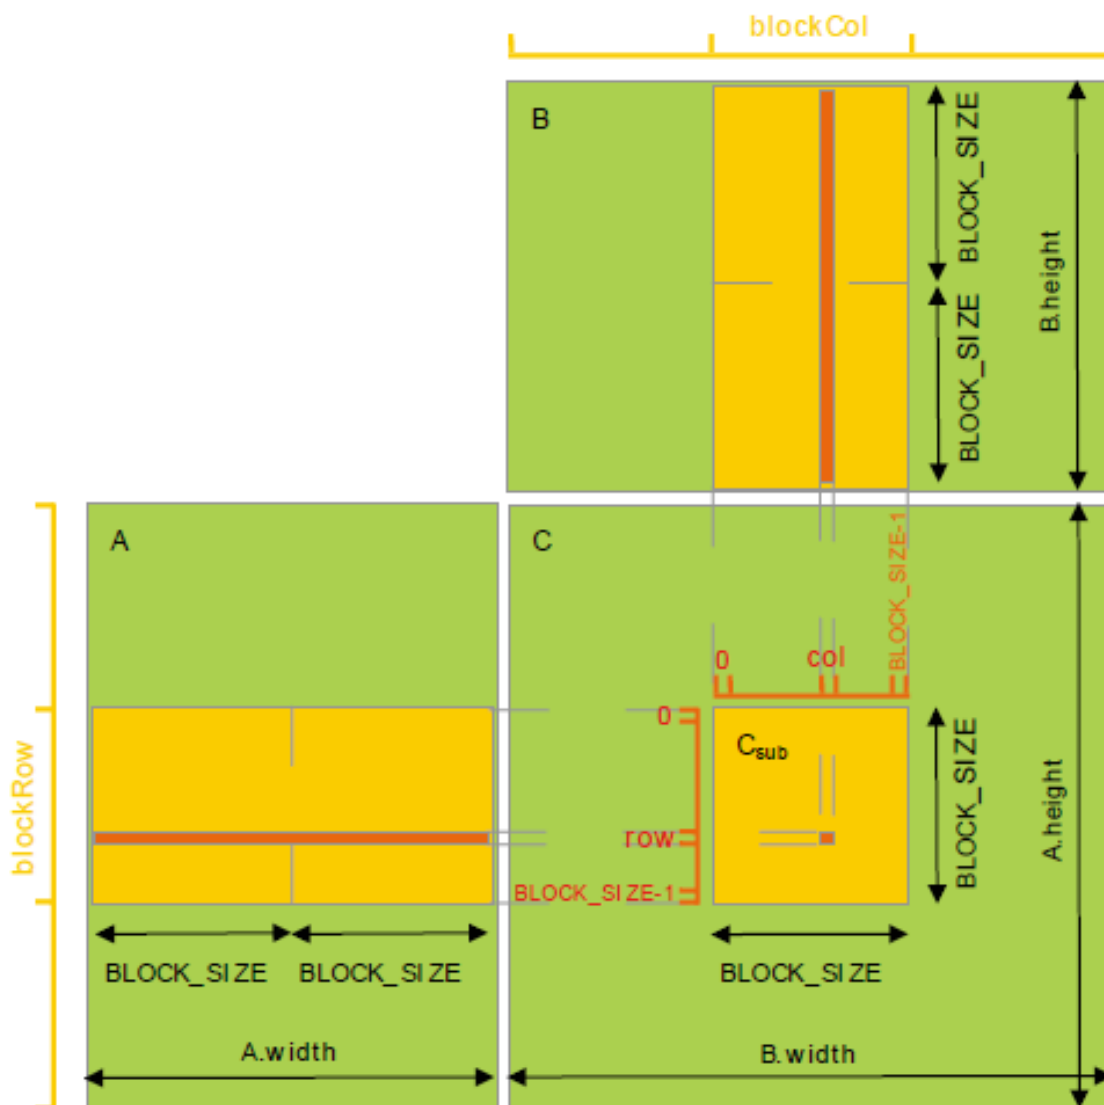 blockCol
B
BLOCK_SIZE
BLOCK_SIZE
B.height
A
C
BLOCK_SIZE-1
0
col
0
blockRow
C sub
BLOCK_SIZE
A.height
row
BLOCK_SIZE-1
BLOCK_SIZE
BLOCK_SIZE
BLOCK_SIZE
A.width
B.width